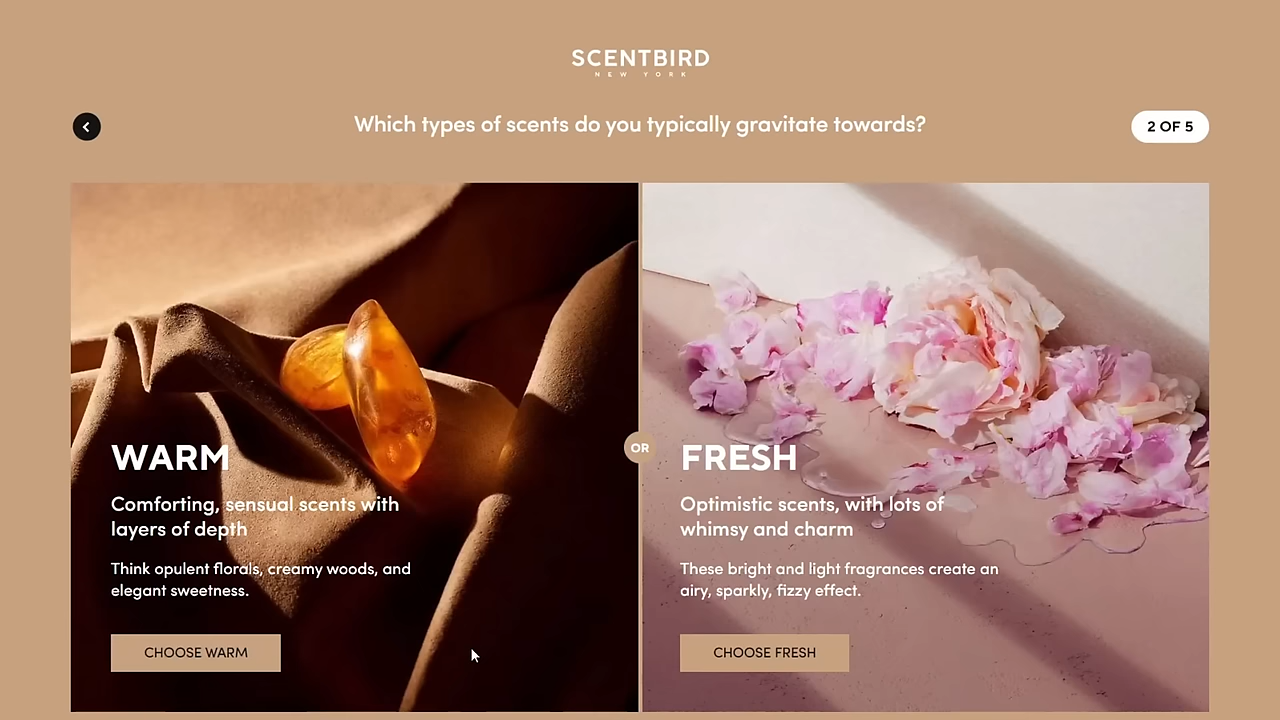 SCENTBIRD
NEW YORK
Which types of scents do you typically gravitate towards?
2 OF 5
WARM
Comforting, sensual scents with
layers of depth
Think opulent florals, creamy woods, and
elegant sweetness.
CHOOSE WARM
OR
FRESH
Optimistic scents, with lots of
whimsy and charm
These bright and light fragrances create an
airy, sparkly, fizzy effect.
CHOOSE FRESH